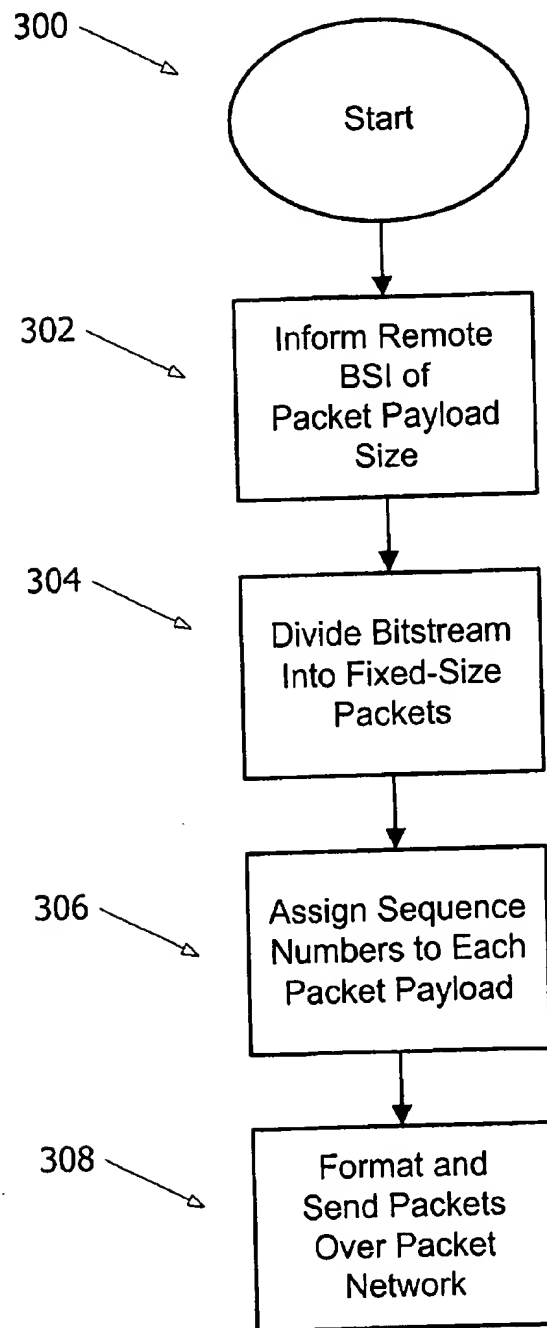 300
Start
302
Inform Remote
BSI of
Packet Payload
Size
304
Divide Bitstream
Into Fixed-Size
Packets
306
Assign Sequence
Numbers to Each
Packet Payload
308
Format and
Send Packets
Over Packet
Network